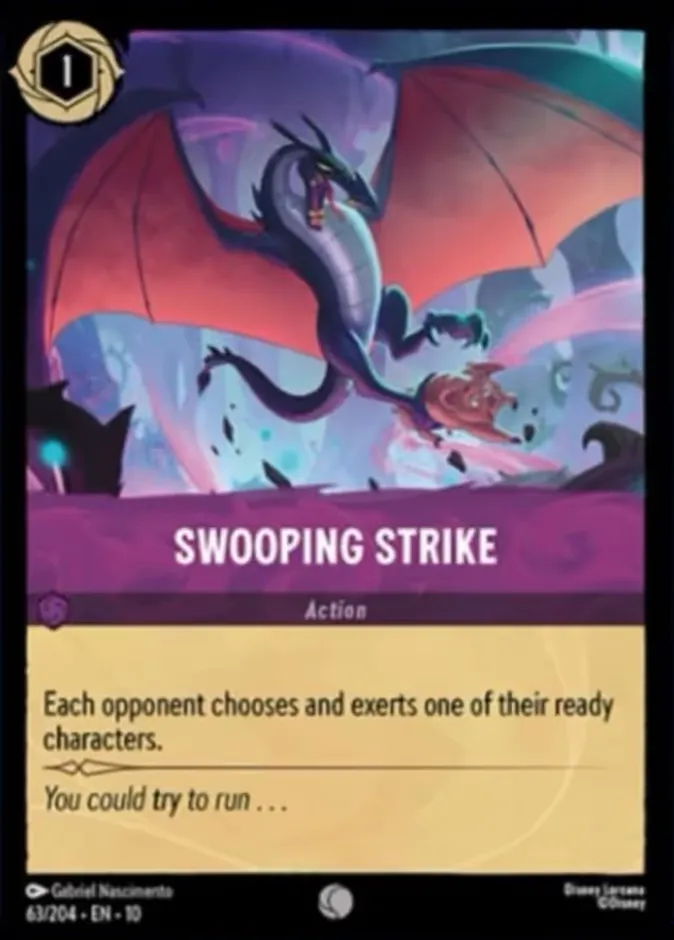 1
SWOOPING STRIKE
Action
Each opponent chooses and exerts one of their ready
characters.
You could try to run . . .
Gabriel Nascimento
Disney Lorcana
63/204 • EN • 10
©Disney